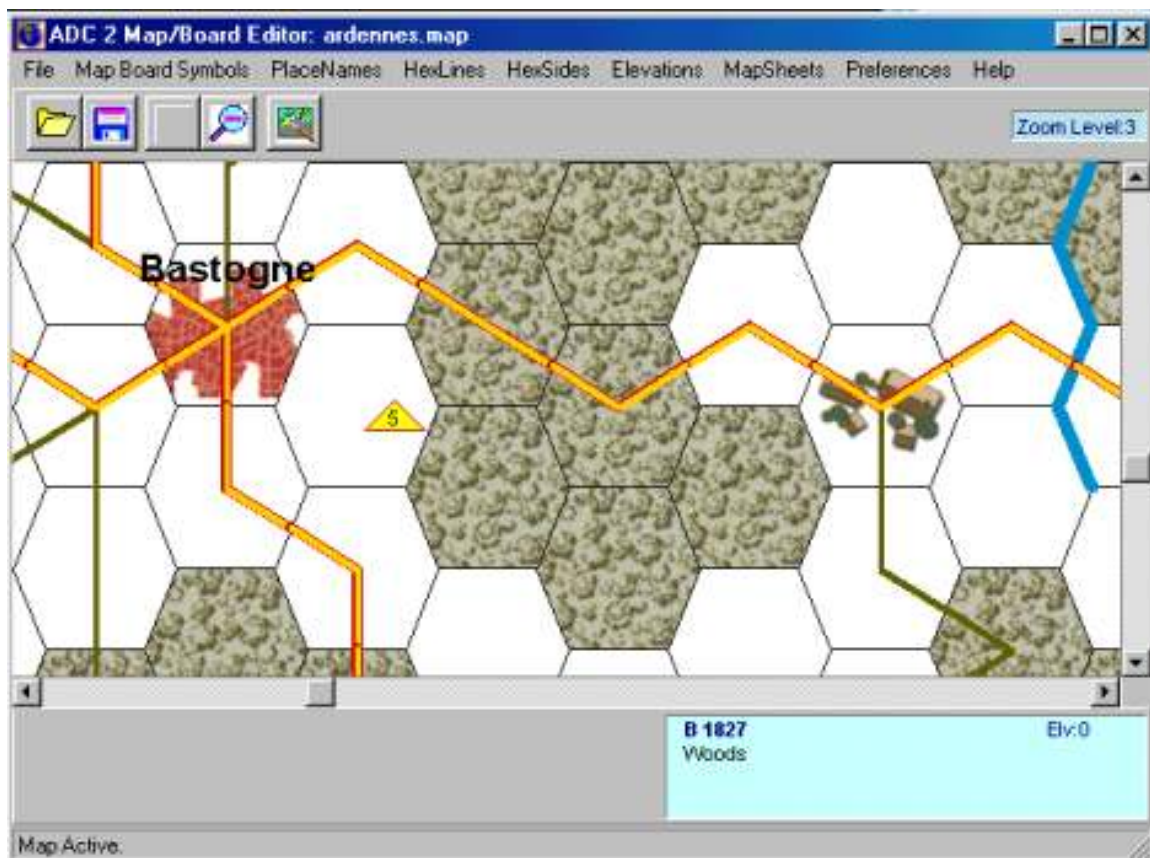 ADC 2 Map/Board Editor: ardennes.map
File Map Board Symbols PlaceNames HexLines HexSides Elevations MapSheets Preferences Help
Zoom Level:3
Bastogne
5
B 1827 Elv:0
Woods
Map Active.